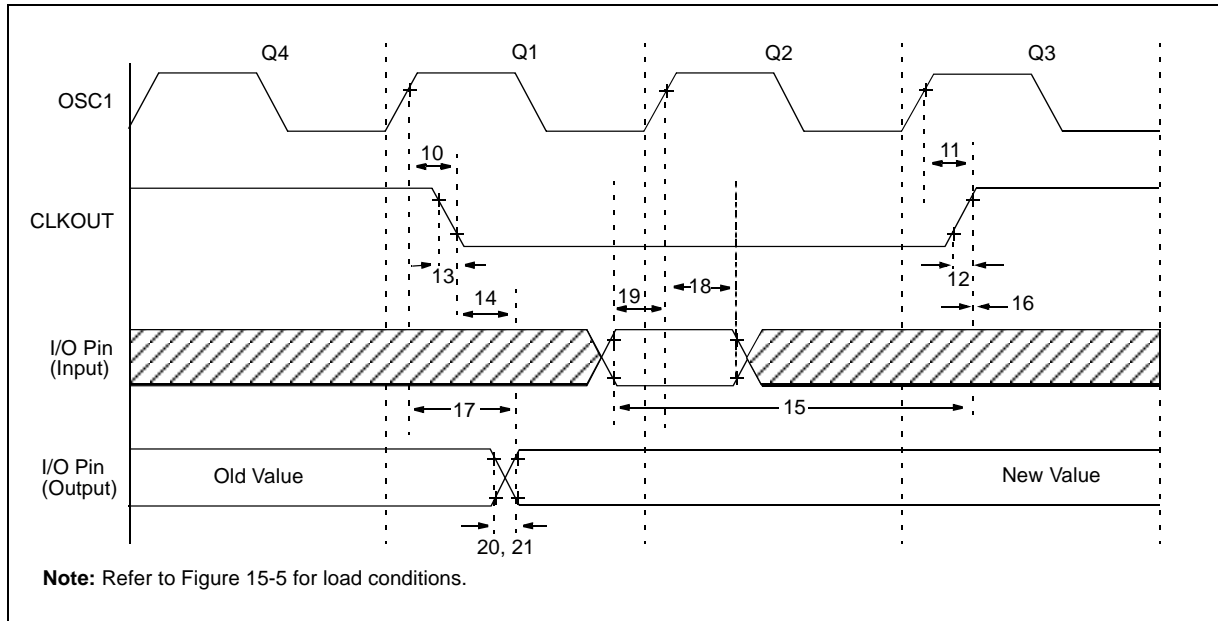 Q4 Q1 Q2 Q3
OSC1
10 11
CLKOUT
13 12
14 19 18 16
I/O Pin
(Input)
17 15
I/O Pin
(Output)
Old Value New Value
20, 21
Note: Refer to Figure 15-5 for load conditions.